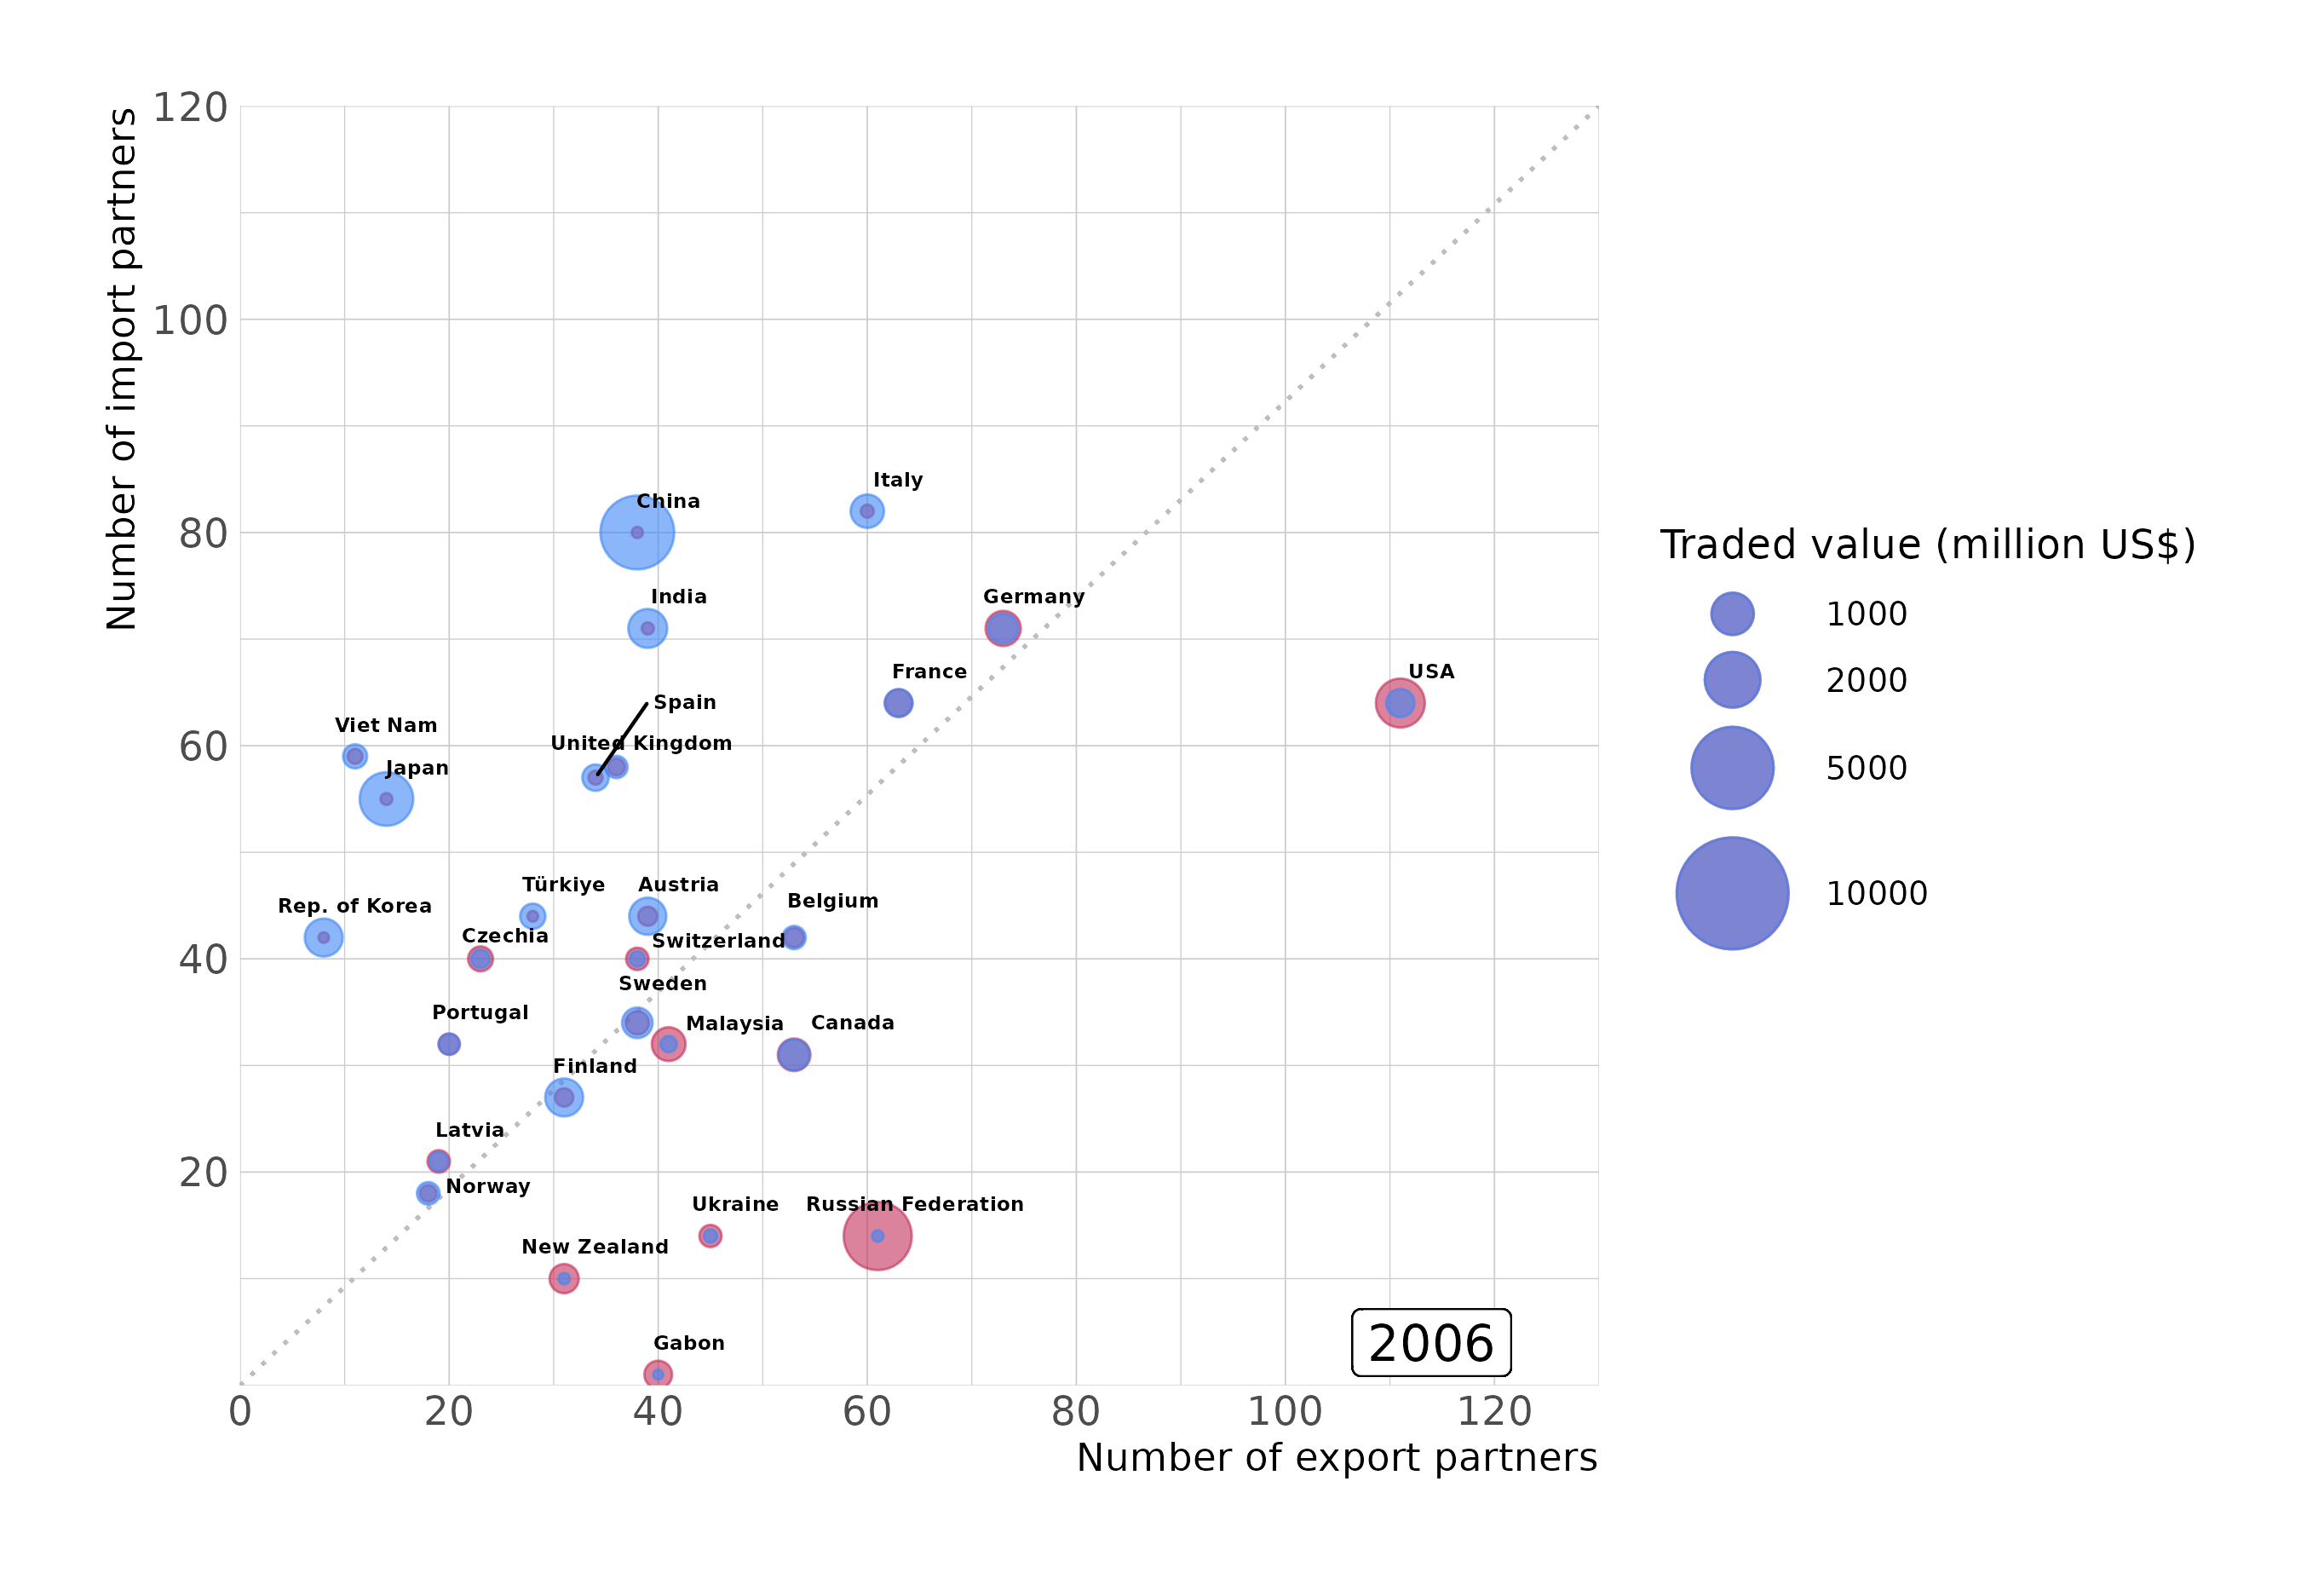 Number of import partners
120
100
80
60
40
20
Italy
China
India
Germany
France
USA
Spain
Viet Nam
United Kingdom
Japan
Türkiye
Austria
Belgium
Rep. of Korea
Czechia
Switzerland
Sweden
Portugal
Malaysia
Canada
Finland
Latvia
Norway
Ukraine
Russian Federation
New Zealand
Gabon
2006
0
20
40
60
80
100
120
Number of export partners
Traded value (million US$)
1000
2000
5000
10000